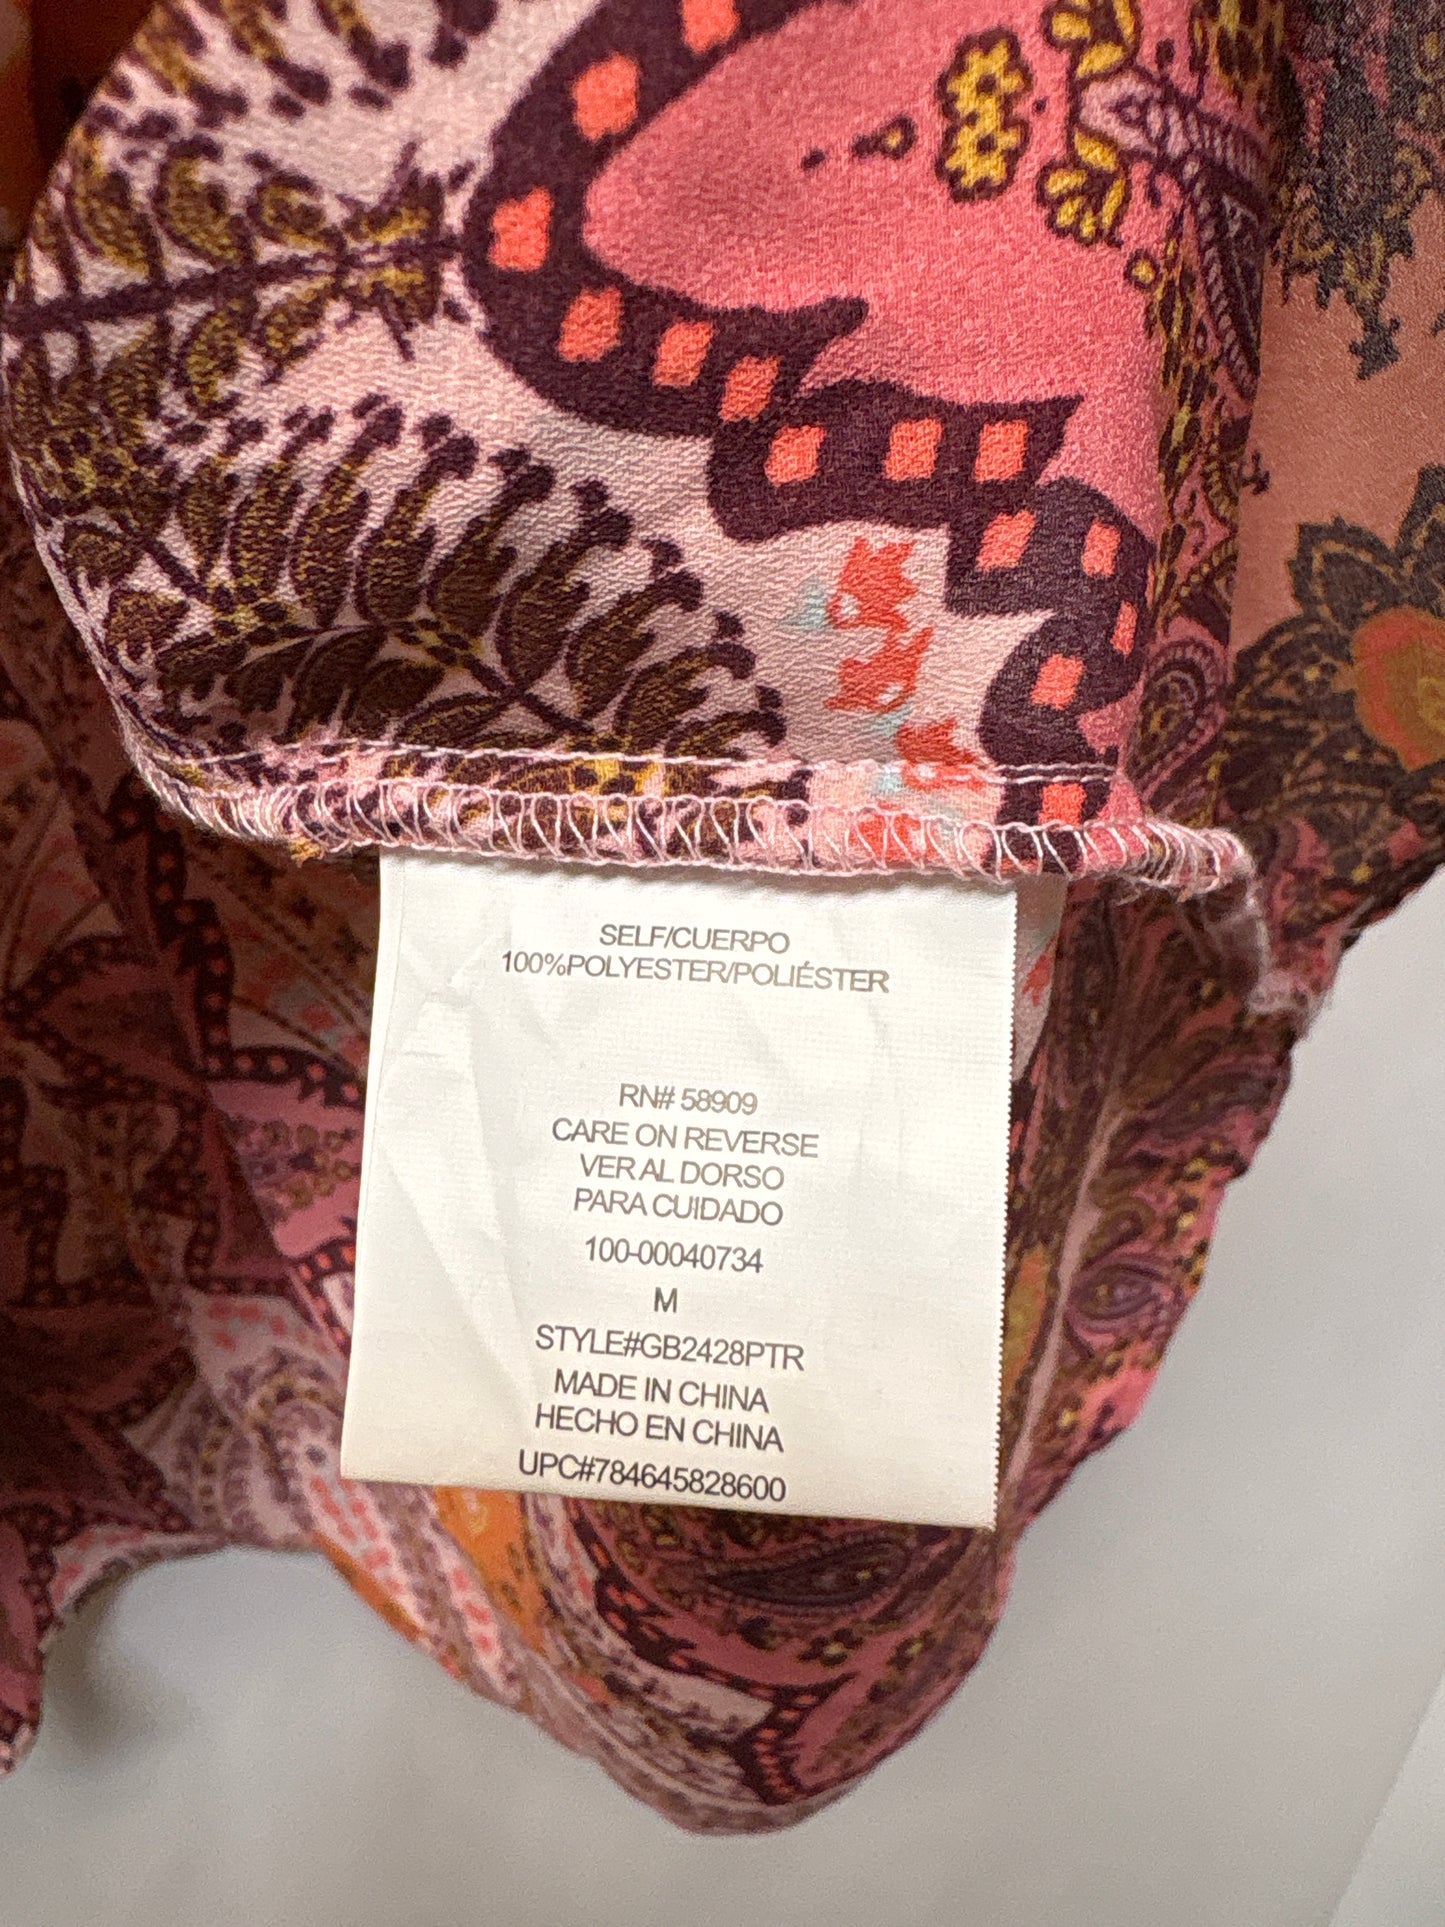 SELF/CUERPO
100%POLYESTER/POLIÉSTER
RN# 58909
CARE ON REVERSE
VER AL DORSO
PARA CUIDADO
100-00040734
M
STYLE#GB2428PTR
MADE IN CHINA
HECHO EN CHINA
UPC#784645828600